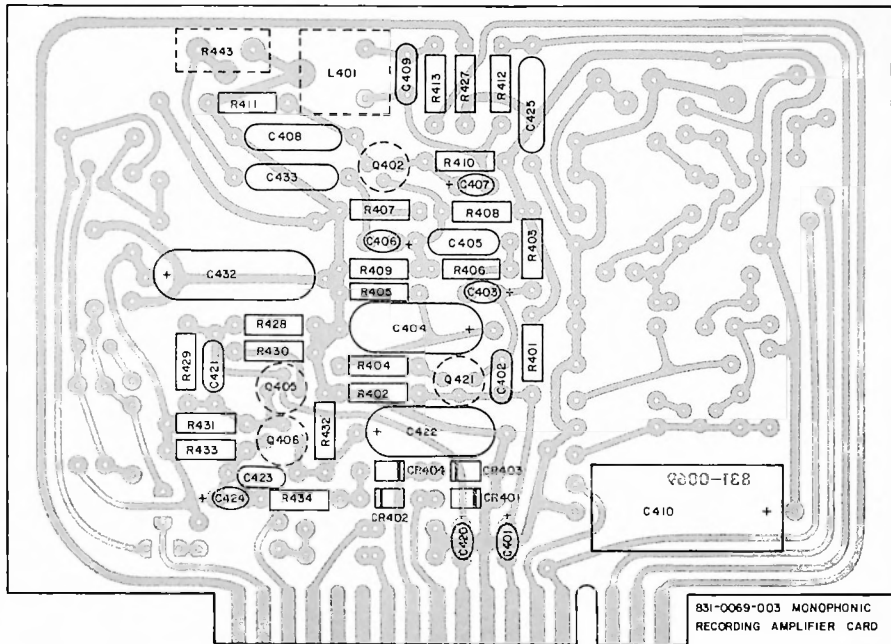 R443
L401
C409
R413
R427
R412
C425
R411
C408
Q402
R410
C433
+
C407
R407
R408
R403
C406
+
C405
+
C432
R409
R406
R405
C403
+
R428
C404
+
R401
R429
C421
R430
R404
Q421
C402
Q405
R402
R431
R432
+
C422
Q406
R433
CR404
CR403
C423
831-0069
+
C424
R434
CR401
+
CR402
C420
C401
C410
+
831-0069-003 MONOPHONIC
RECORDING AMPLIFIER CARD